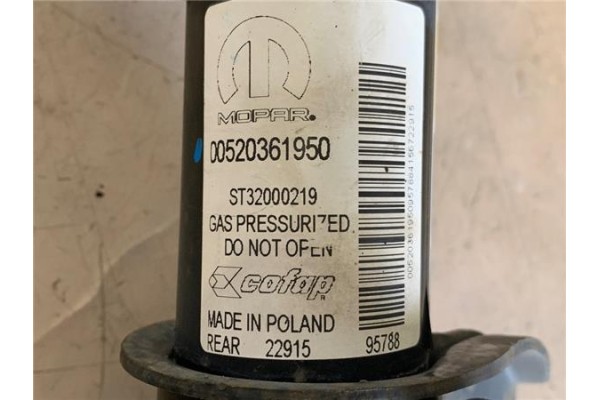 MOPAR®
00520361950
ST32000219
GAS PRESSURIZED
DO NOT OPEN
cofap R
MADE IN POLAND
REAR 22915
95788